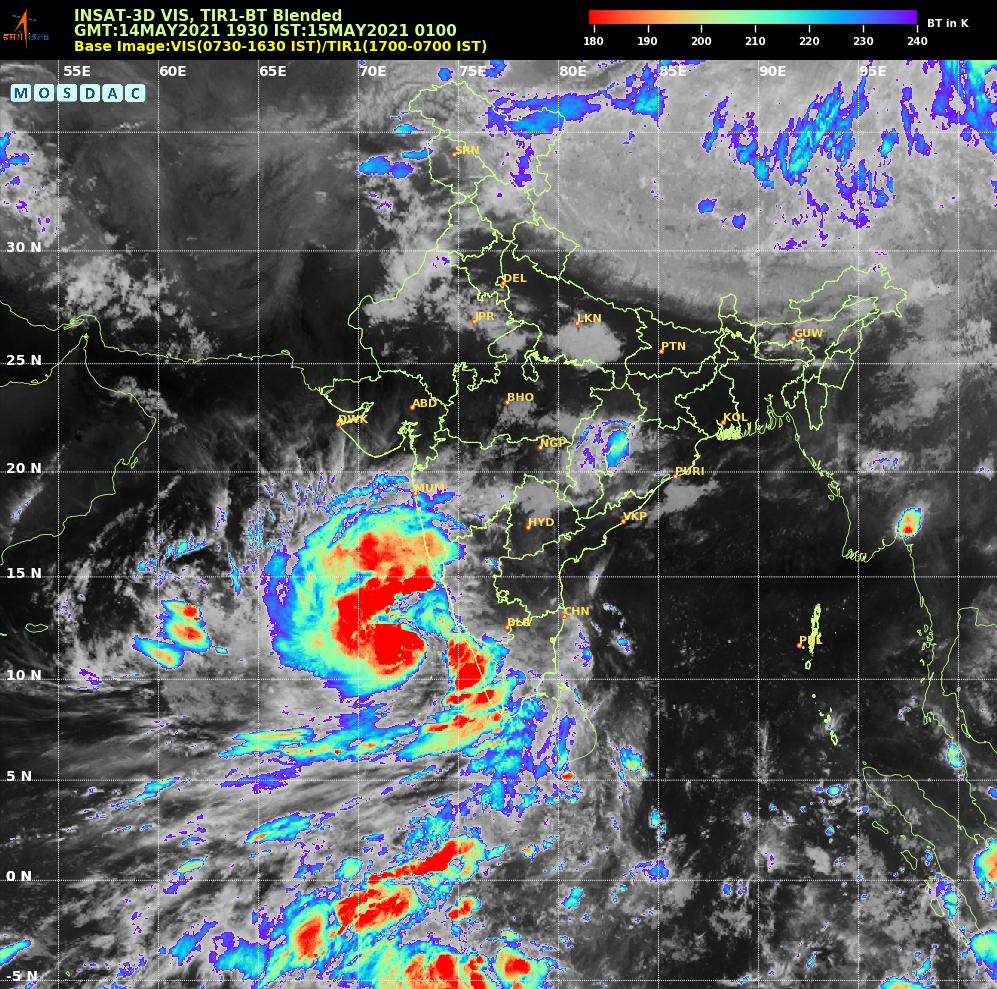 INSAT-3D VIS, TIR1-BT Blended
GMT:14MAY2021 1930 IST:15MAY2021 0100
Base Image:VIS(0730-1630 IST)/TIR1(1700-0700 IST)
BT in K
180 190 200 210 220 230 240
55E 60E 65E 70E 75E 80E 85E 90E 95E
MOSDAC
SRN
30 N
DEL
JPR LKN
GUW
PTN
25 N
ABD BHO
DWK KOL
NGP
20 N
PURI
MUM
HYD VKP
15 N
CHN
BLB
PBL
10 N
5 N
0 N
-5 N